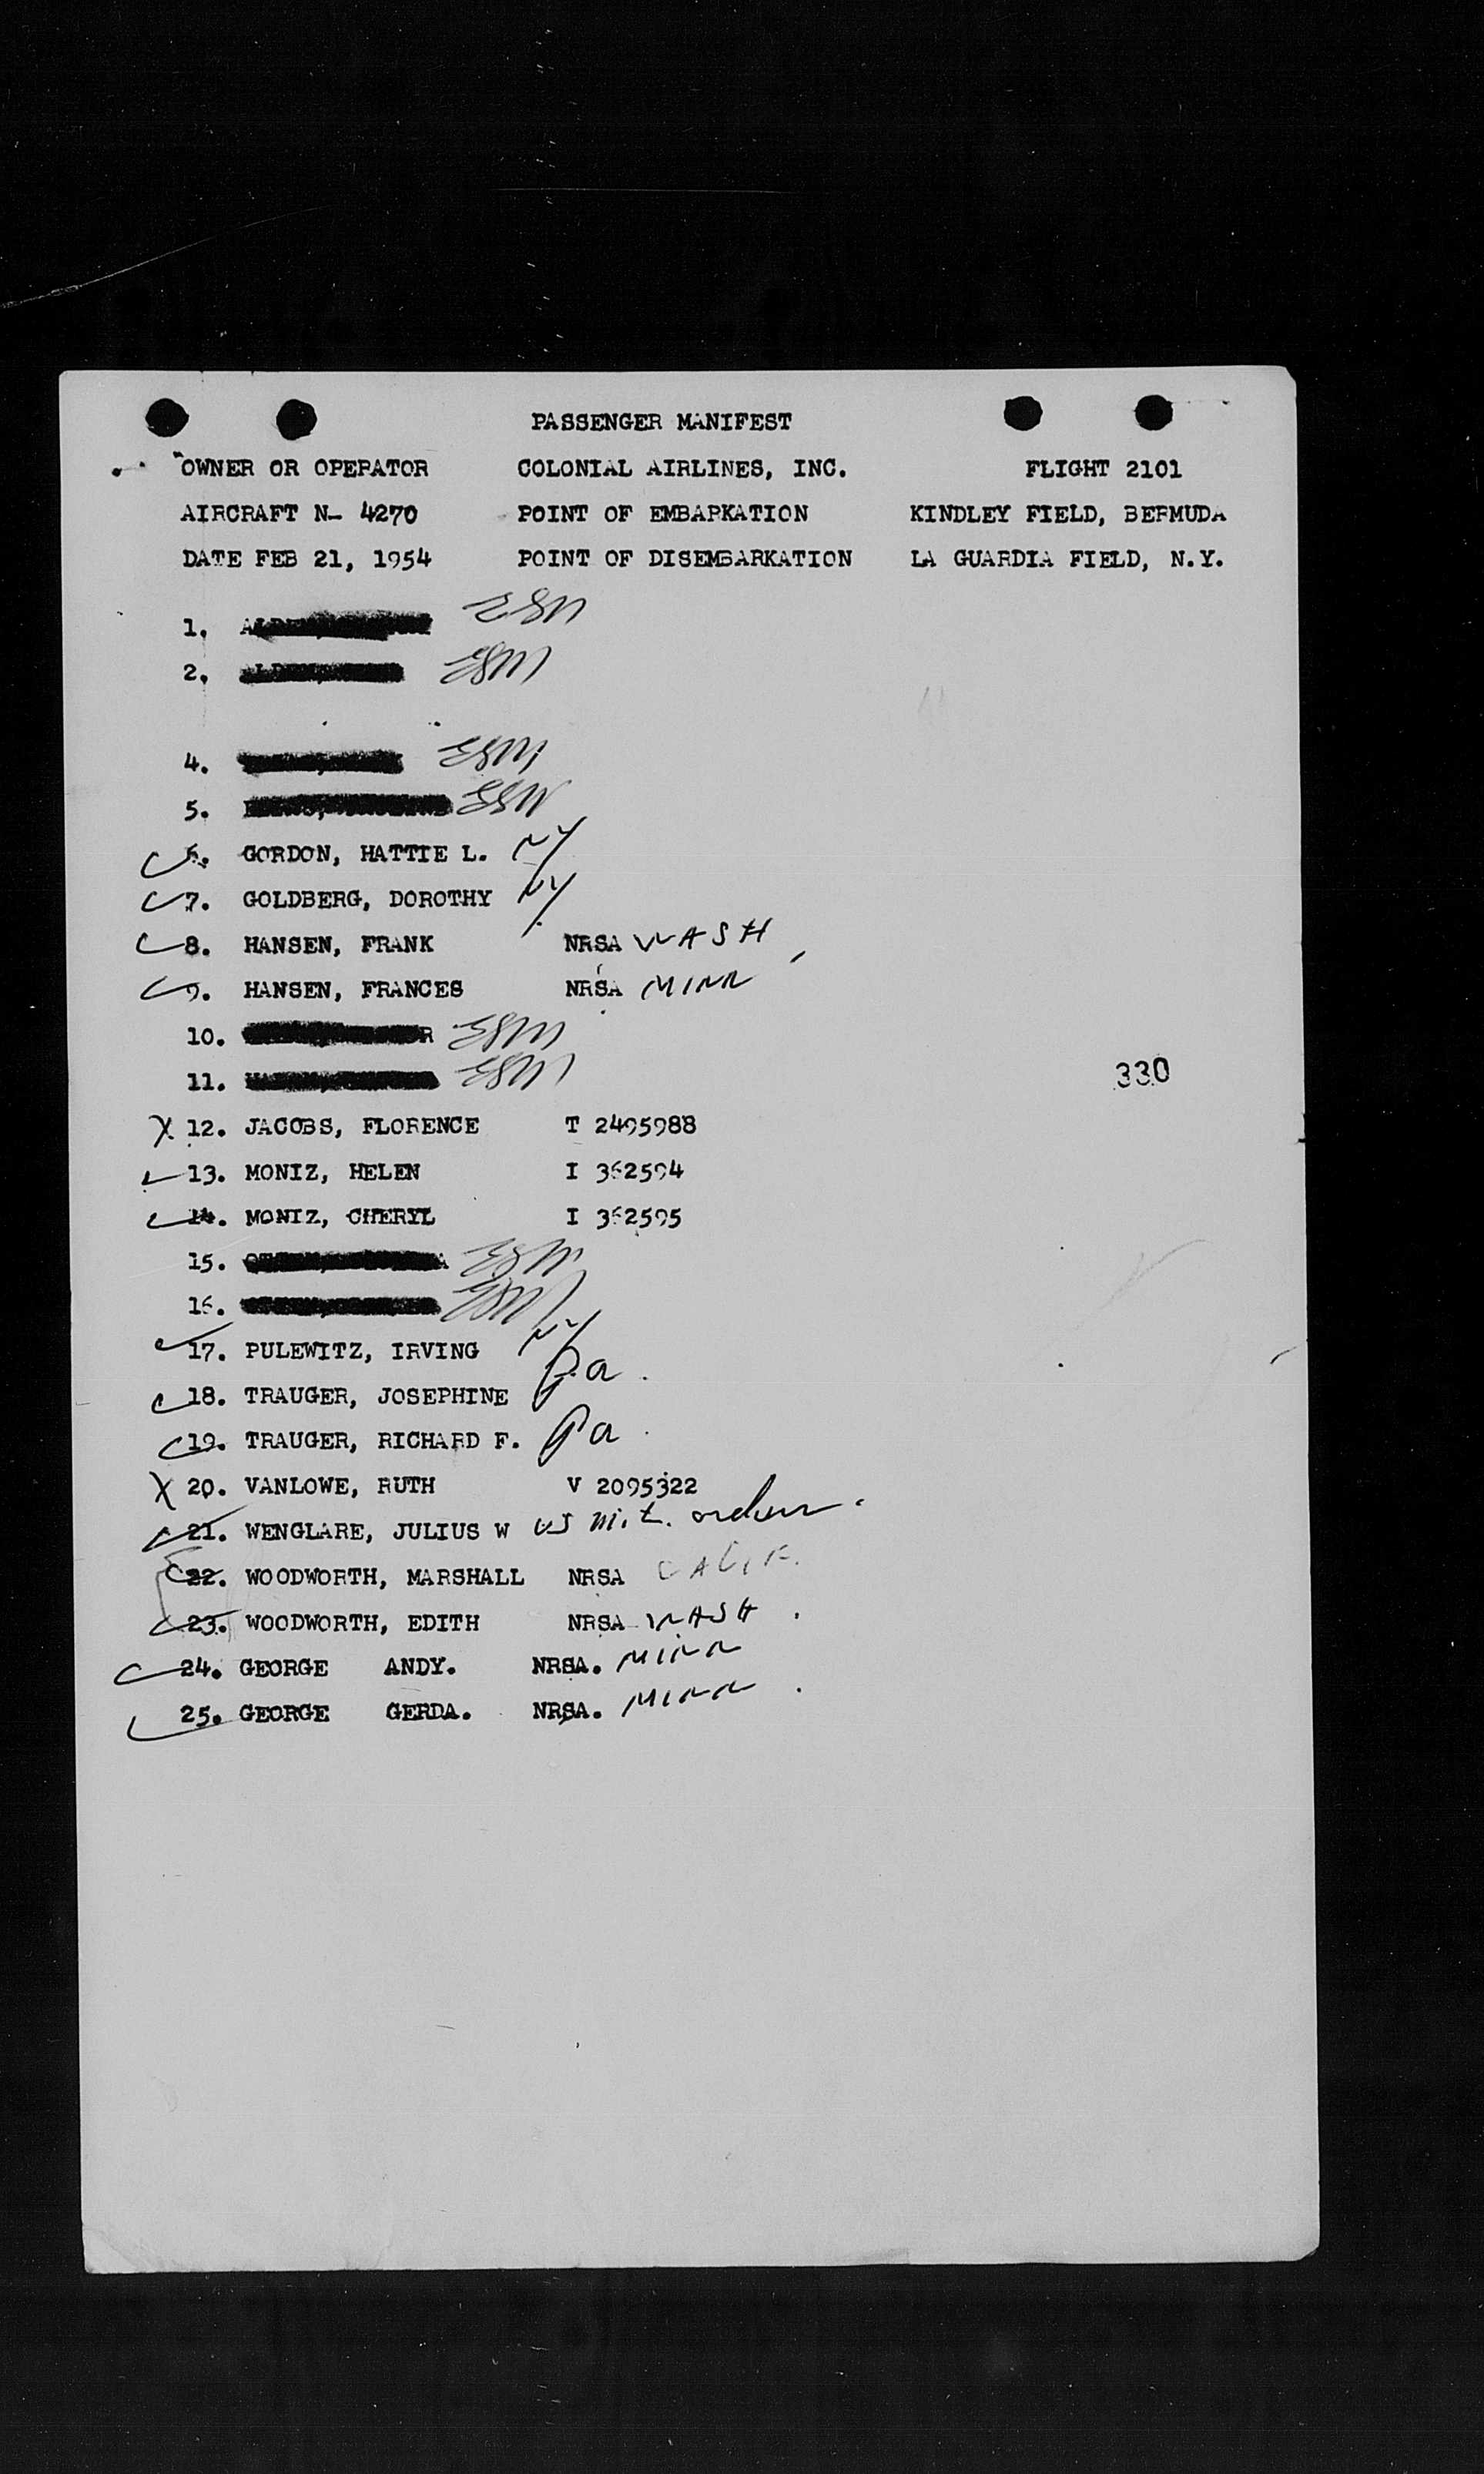 PASSENGER MANIFEST
OWNER OR OPERATOR COLONIAL AIRLINES, INC. FLIGHT 2101
AIRCRAFT N- 4270 POINT OF EMBARKATION KINDLEY FIELD, BERMUDA
DATE FEB 21, 1954 POINT OF DISEMBARKATION LA GUARDIA FIELD, N.Y.
1. ESM
2. ESM
4. ESM
5. ESM
6. GORDON, HATTIE L. NY
7. GOLDBERG, DOROTHY NY
8. HANSEN, FRANK NRSA WASH
9. HANSEN, FRANCES NRSA MINN
10. ESM
11. ESM
330
X 12. JACOBS, FLORENCE T 2495988
13. MONIZ, HELEN I 362594
14. MONIZ, CHERYL I 362595
15. ESM
16. ESM
17. PULEWITZ, IRVING NY
18. TRAUGER, JOSEPHINE Pa.
19. TRAUGER, RICHARD F. Pa.
X 20. VANLOWE, RUTH V 2095322
21. WENGLARE, JULIUS W US mit. orders.
22. WOODWORTH, MARSHALL NRSA CALIF.
23. WOODWORTH, EDITH NRSA WASH.
24. GEORGE ANDY. NRSA. MINN
25. GEORGE GERDA. NRSA. MINN.